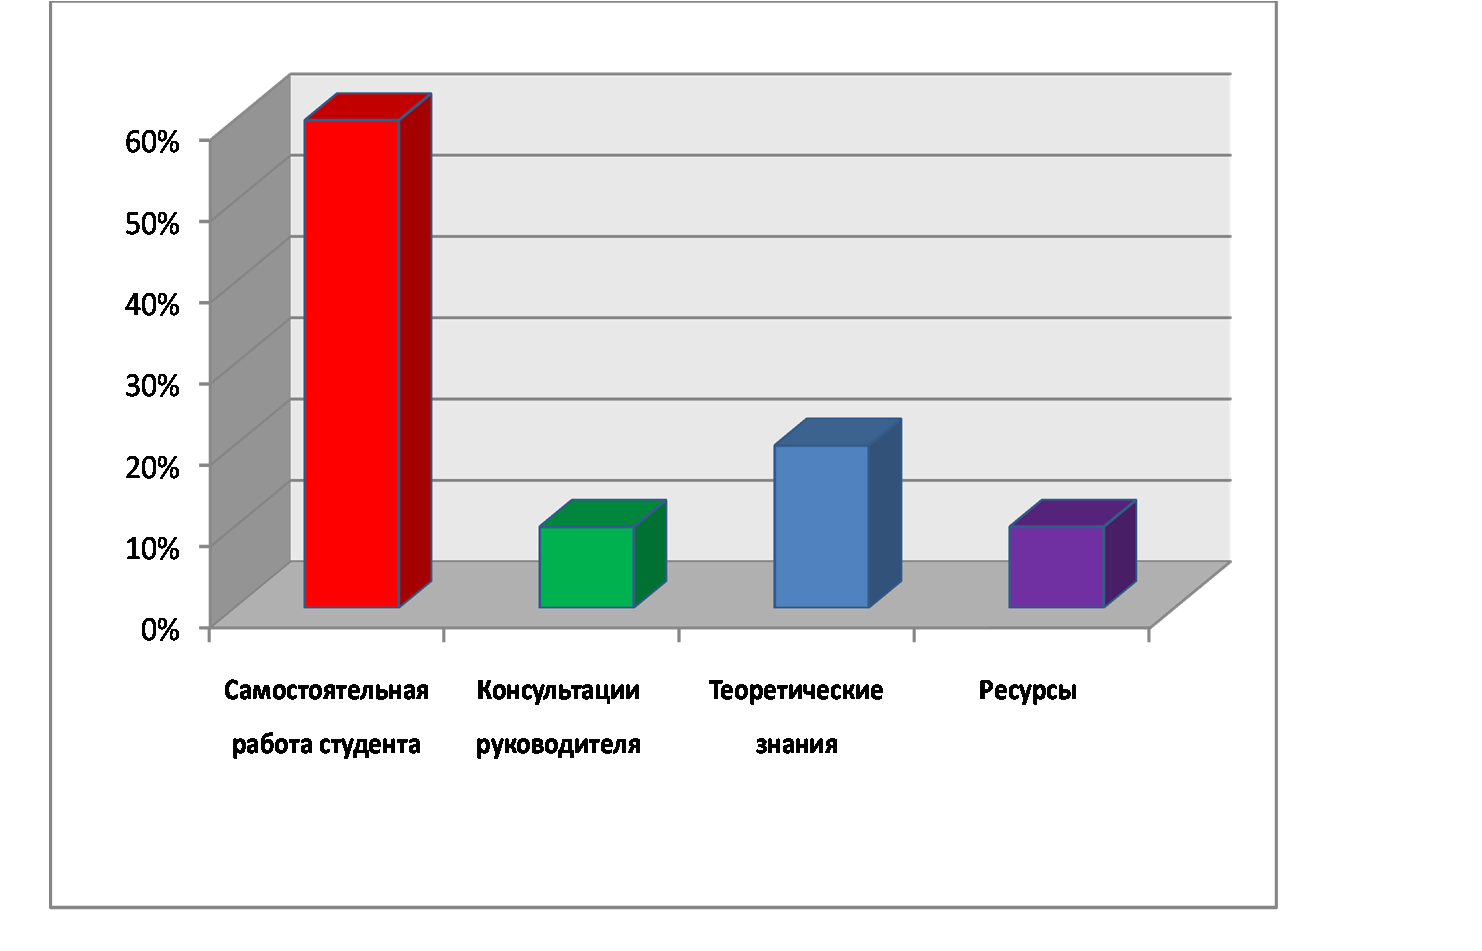 60%
50%
40%
30%
20%
10%
0%
Самостоятельная
работа студента
Консультации
руководителя
Теоретические
знания
Ресурсы